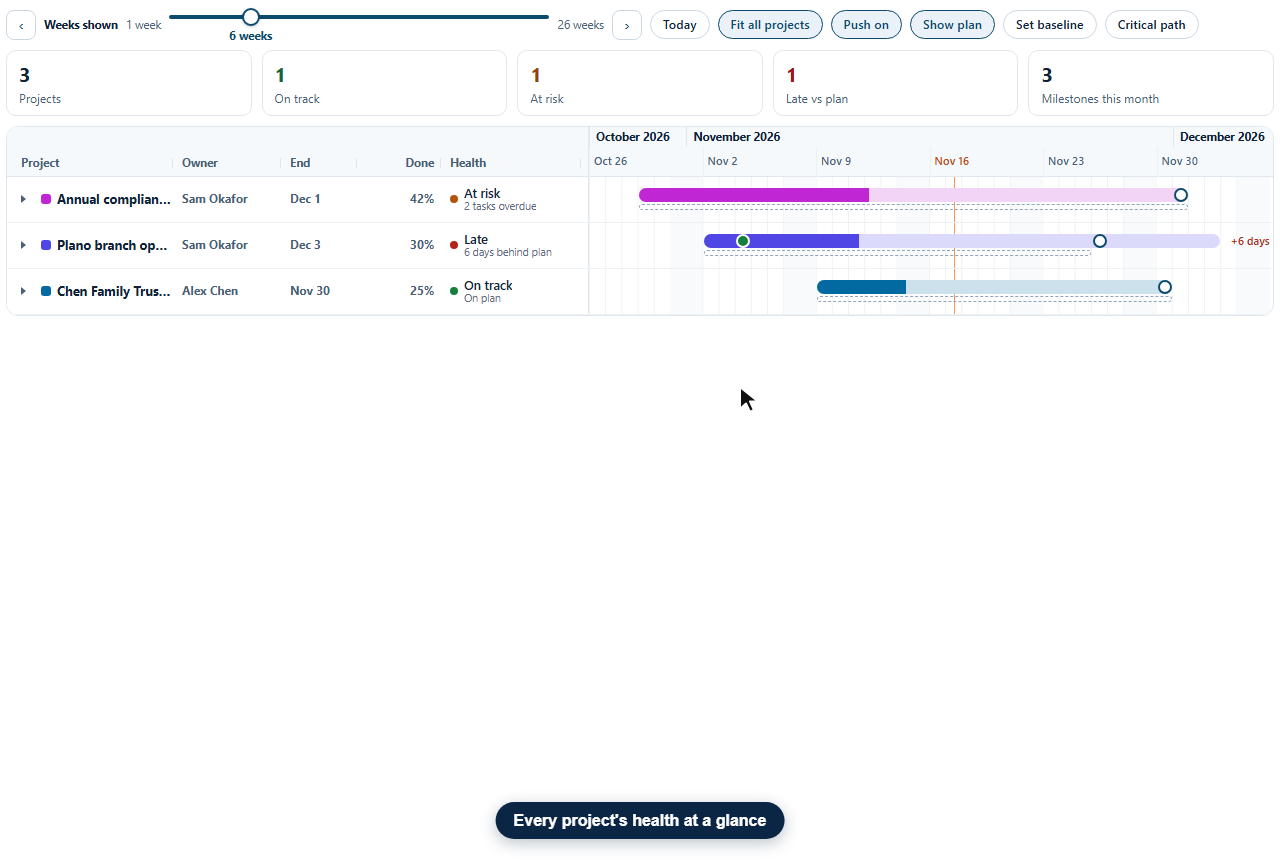 ‹ Weeks shown 1 week 6 weeks 26 weeks › Today Fit all projects Push on Show plan Set baseline Critical path
3 1 1 1 3
Projects On track At risk Late vs plan Milestones this month
October 2026 November 2026 December 2026
Project Owner End Done Health Oct 26 Nov 2 Nov 9 Nov 16 Nov 23 Nov 30
Annual complian... Sam Okafor Dec 1 42% At risk
2 tasks overdue
Plano branch op... Sam Okafor Dec 3 30% Late +6 days
6 days behind plan
Chen Family Trus... Alex Chen Nov 30 25% On track
On plan
Every project's health at a glance